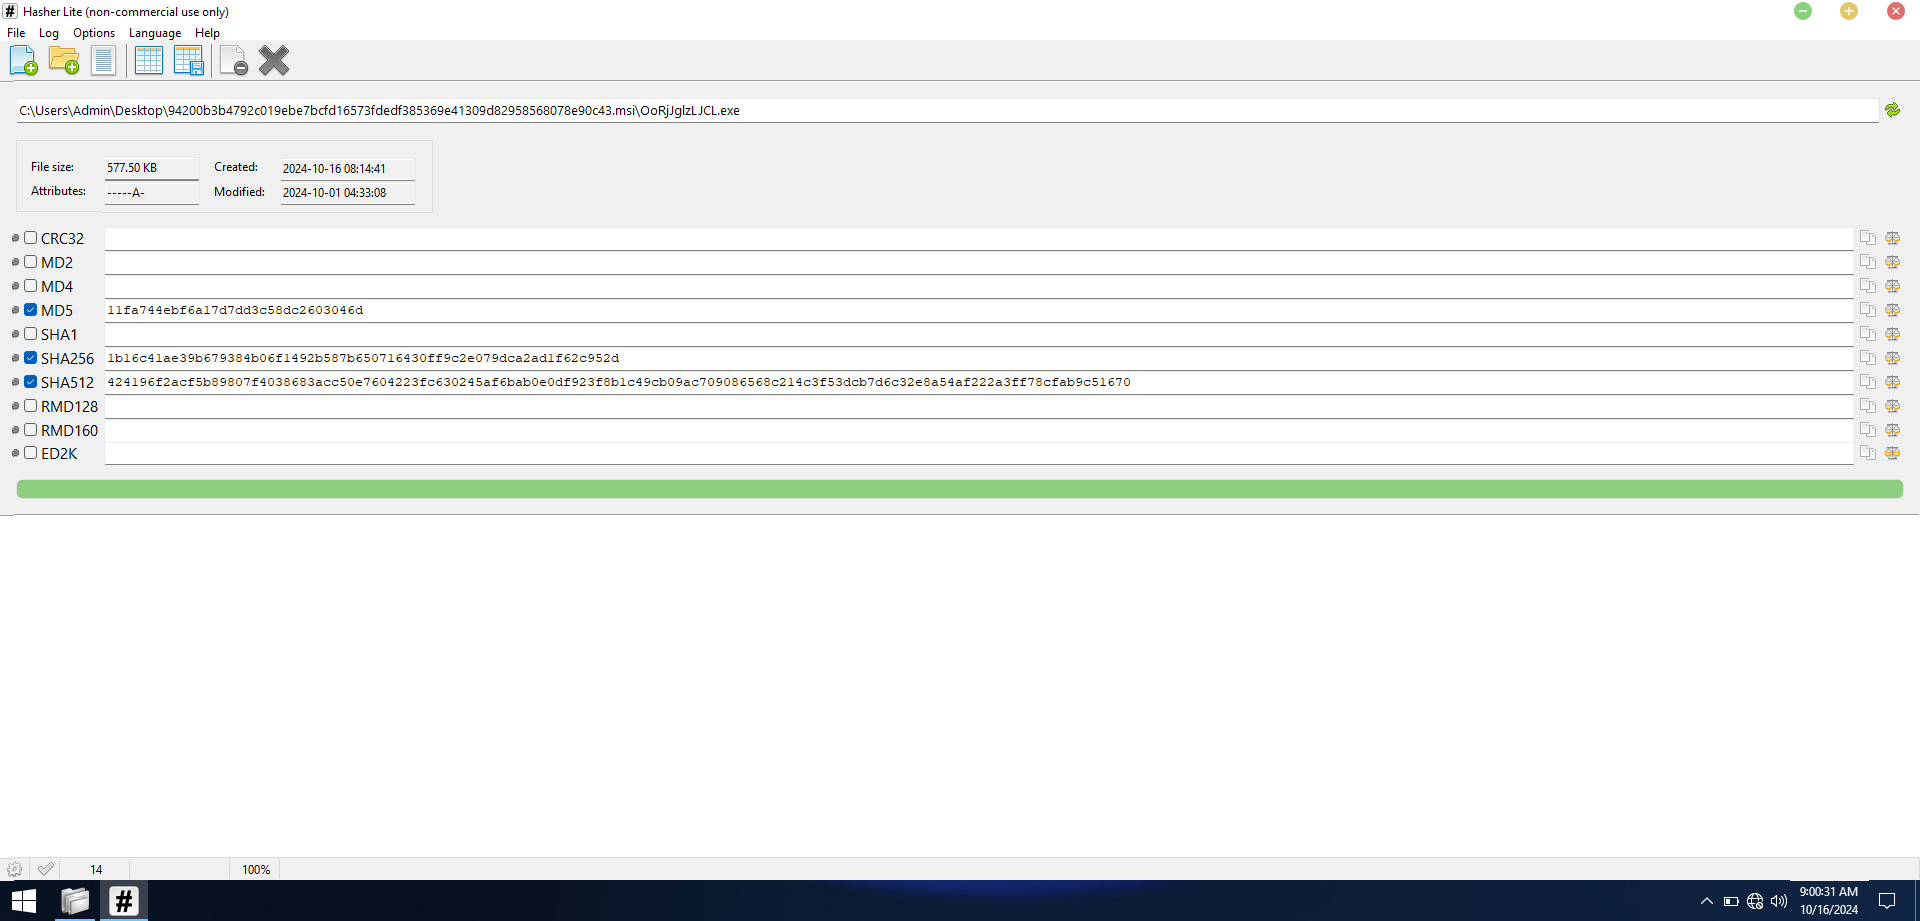 Hasher Lite (non-commercial use only)
File Log Options Language Help
C:\Users\Admin\Desktop\94200b3b4792c019ebe7bcfd16573fdedf385369e41309d82958568078e90c43.msi\OoRjJglzLJCL.exe
File size: 577.50 KB Created: 2024-10-16 08:14:41
Attributes: -----A- Modified: 2024-10-01 04:33:08
CRC32
MD2
MD4
MD5 11fa744ebf6a17d7dd3c58dc2603046d
SHA1
SHA256 1b16c41ae39b679384b06f1492b587b650716430ff9c2e079dca2ad1f62c952d
SHA512 424196f2acf5b89807f4038683acc50e7604223fc630245af6bab0e0df923f8b1c49cb09ac709086568c214c3f53dcb7d6c32e8a54af222a3ff78cfab9c51670
RMD128
RMD160
ED2K
14 100%
9:00:31 AM
10/16/2024